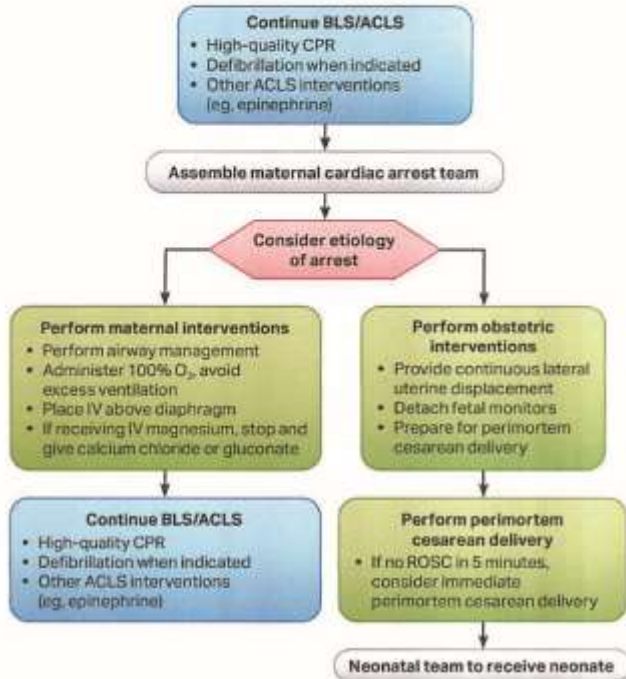 Continue BLS/ACLS
• High-quality CPR
• Defibrillation when indicated
• Other ACLS interventions
(eg, epinephrine)
Assemble maternal cardiac arrest team
Consider etiology
of arrest
Perform maternal interventions
• Perform airway management
• Administer 100% O₂, avoid
excess ventilation
• Place IV above diaphragm
• If receiving IV magnesium, stop and
give calcium chloride or gluconate
Continue BLS/ACLS
• High-quality CPR
• Defibrillation when indicated
• Other ACLS interventions
(eg, epinephrine)
Perform obstetric
interventions
• Provide continuous lateral
uterine displacement
• Detach fetal monitors
• Prepare for perimortem
cesarean delivery
Perform perimortem
cesarean delivery
• If no ROSC in 5 minutes,
consider immediate
perimortem cesarean delivery
Neonatal team to receive neonate